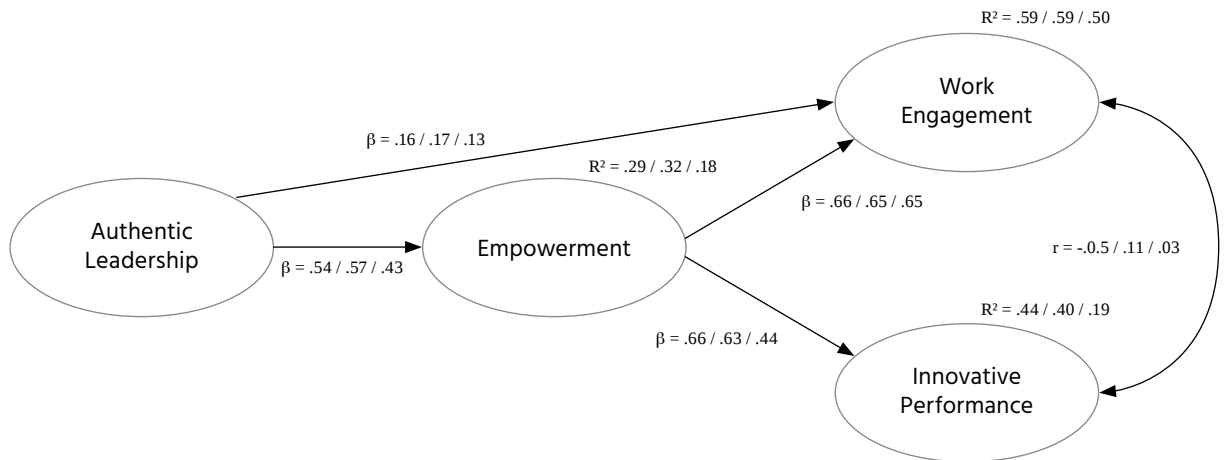 R² = .59 / .59 / .50
Work
Engagement
β = .16 / .17 / .13
R² = .29 / .32 / .18
β = .66 / .65 / .65
Authentic
Leadership
Empowerment
β = .54 / .57 / .43
r = -.0.5 / .11 / .03
R² = .44 / .40 / .19
β = .66 / .63 / .44
Innovative
Performance